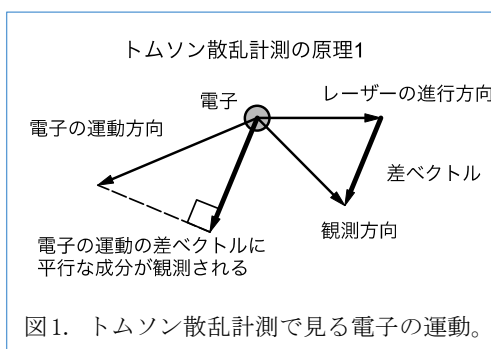 トムソン散乱計測の原理1
電子
レーザーの進行方向
電子の運動方向
差ベクトル
観測方向
電子の運動の差ベクトルに
平行な成分が観測される
図1. トムソン散乱計測で見る電子の運動。